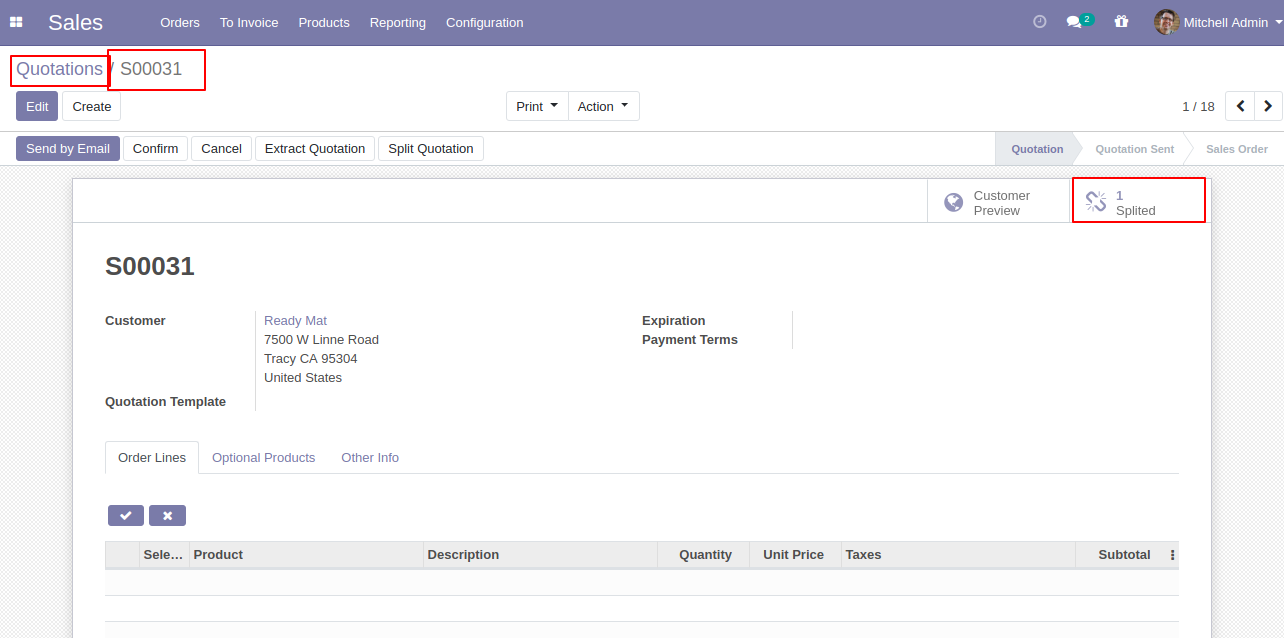 Sales Orders To Invoice Products Reporting Configuration 2 Mitchell Admin
Quotations / S00031
Edit Create Print Action 1 / 18
Send by Email Confirm Cancel Extract Quotation Split Quotation Quotation Quotation Sent Sales Order
Customer Preview
1 Splited
S00031
Customer Ready Mat
7500 W Linne Road
Tracy CA 95304
United States
Quotation Template
Expiration
Payment Terms
Order Lines Optional Products Other Info
Sele... Product Description Quantity Unit Price Taxes Subtotal